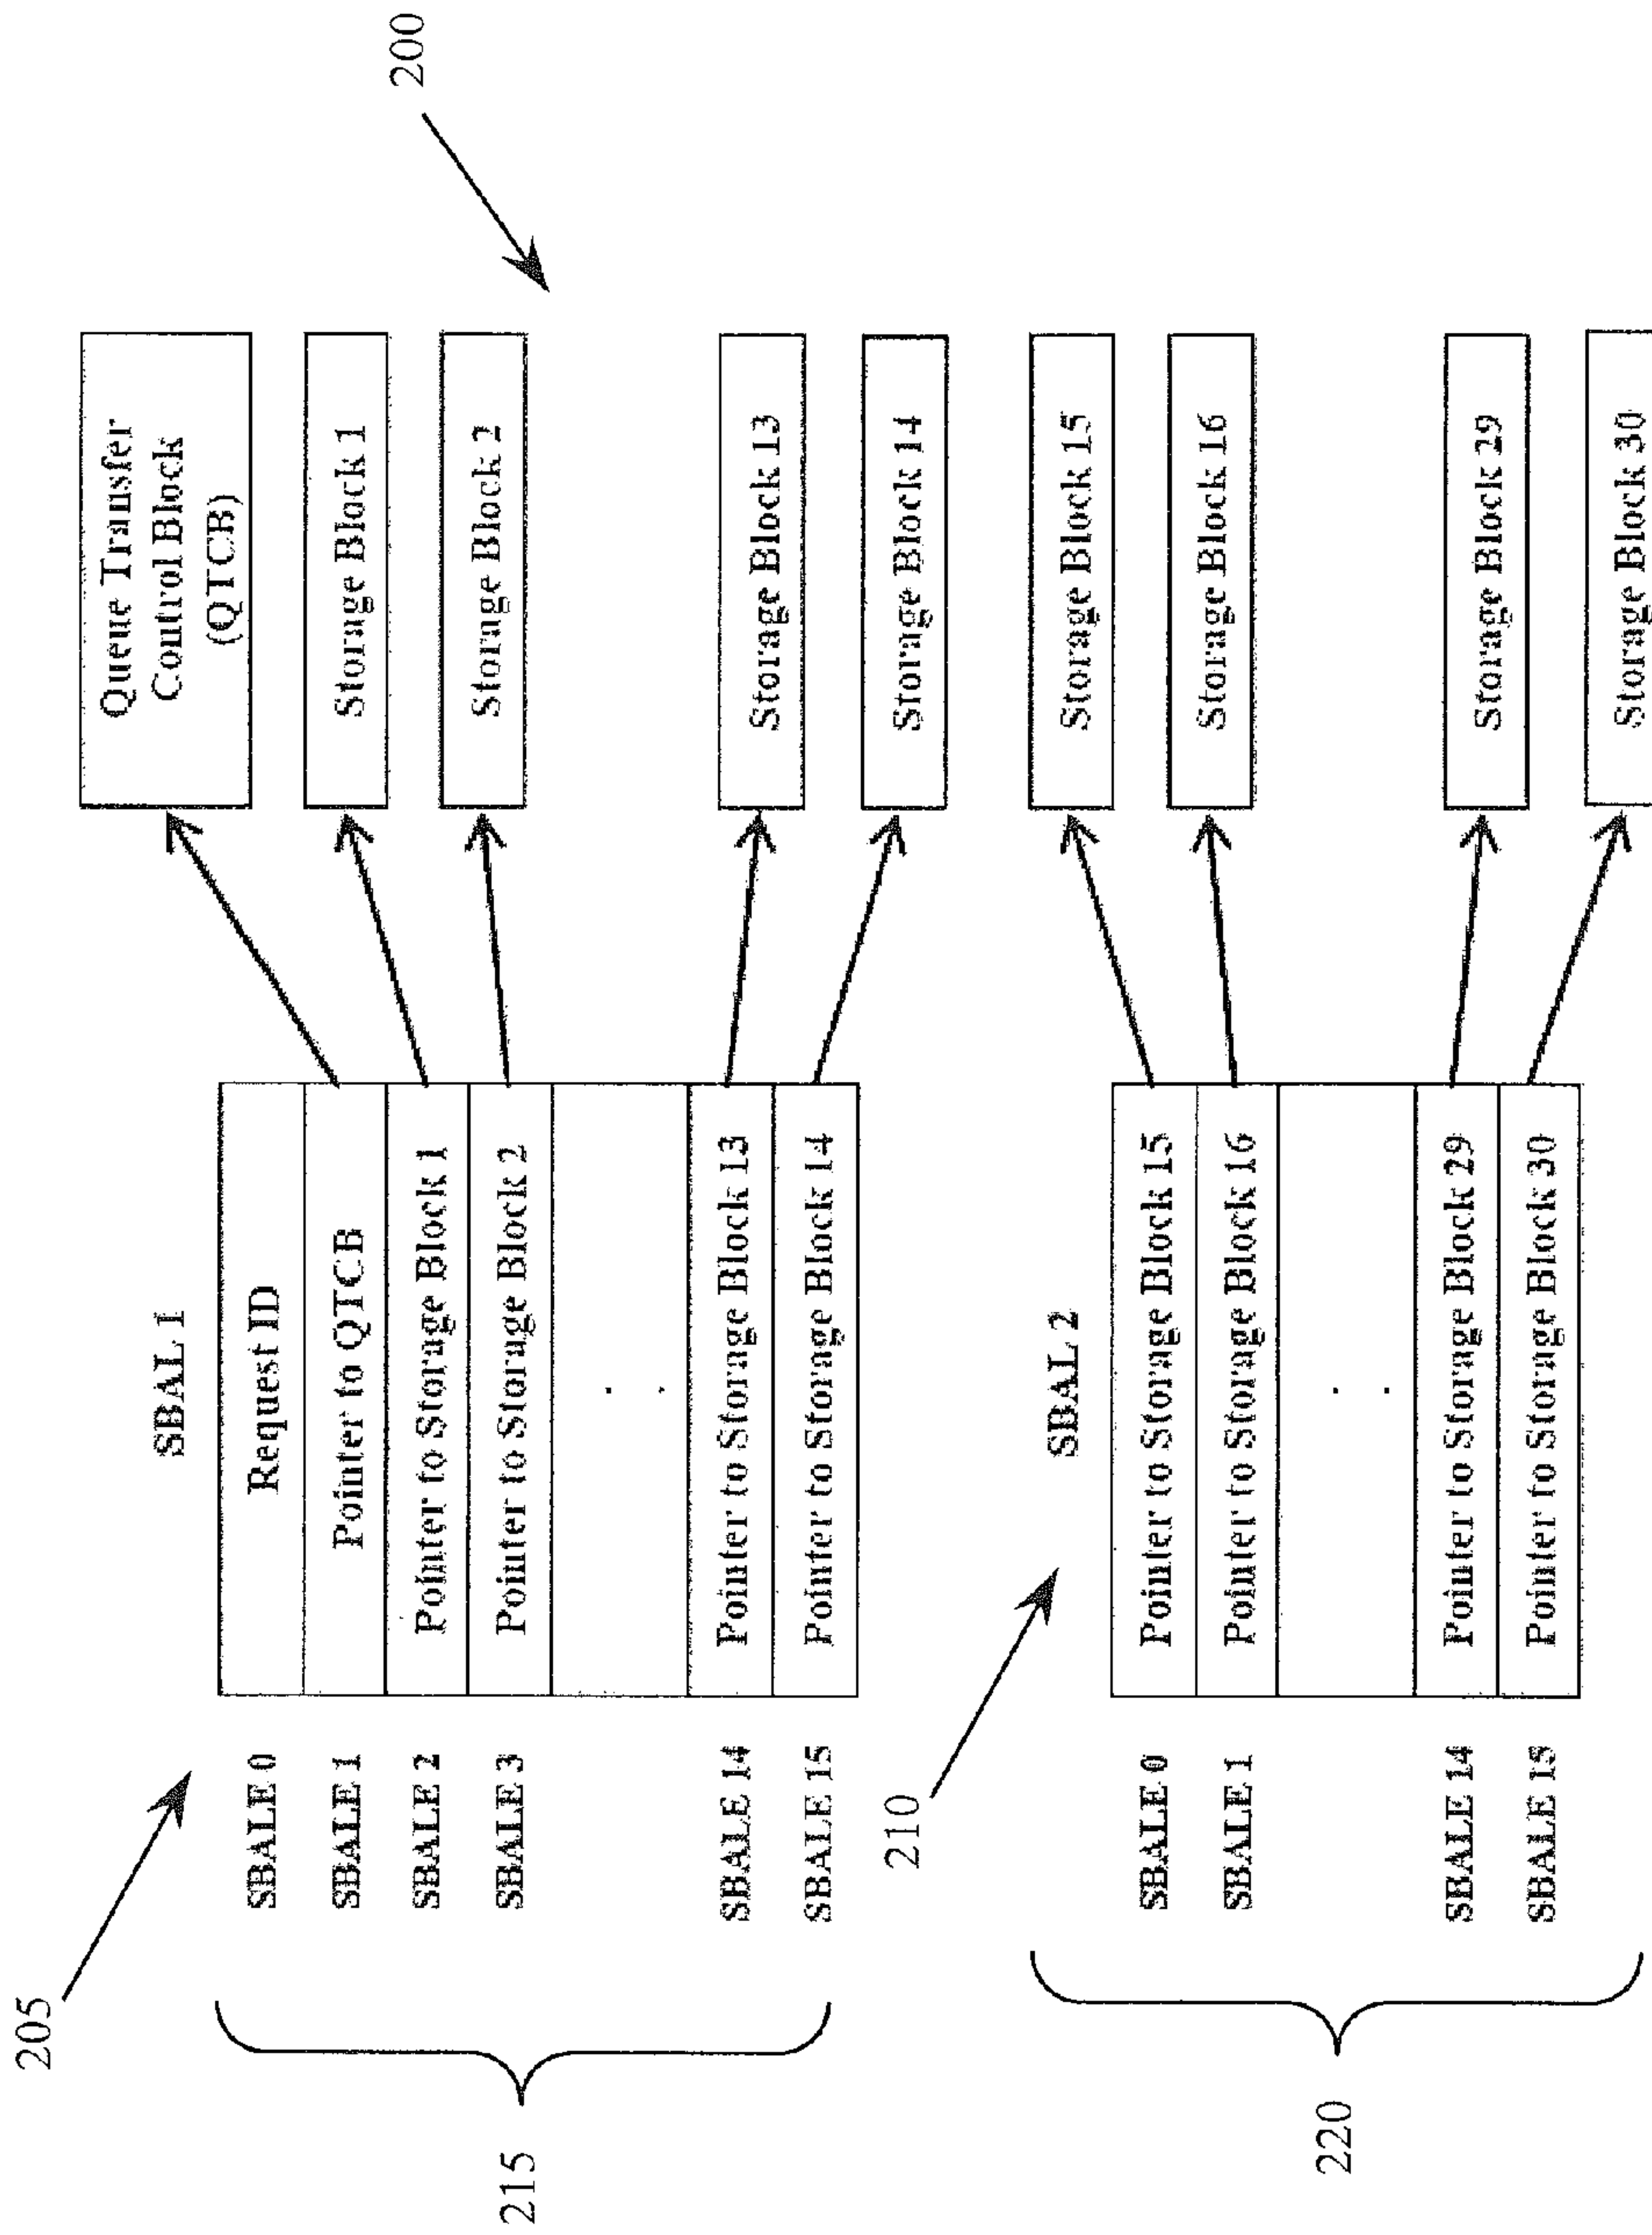 205
SBAL 1
200
SBALE 0
Request ID
Queue Transfer
Control Block
(QTCB)
SBALE 1
Pointer to QTCB
SBALE 2
Pointer to Storage Block 1
Storage Block 1
SBALE 3
Pointer to Storage Block 2
Storage Block 2
215
. .
SBALE 14
Pointer to Storage Block 13
Storage Block 13
SBALE 15
Pointer to Storage Block 14
Storage Block 14
210
SBAL 2
SBALE 0
Pointer to Storage Block 15
Storage Block 15
SBALE 1
Pointer to Storage Block 16
Storage Block 16
220
. .
SBALE 14
Pointer to Storage Block 29
Storage Block 29
SBALE 15
Pointer to Storage Block 30
Storage Block 30